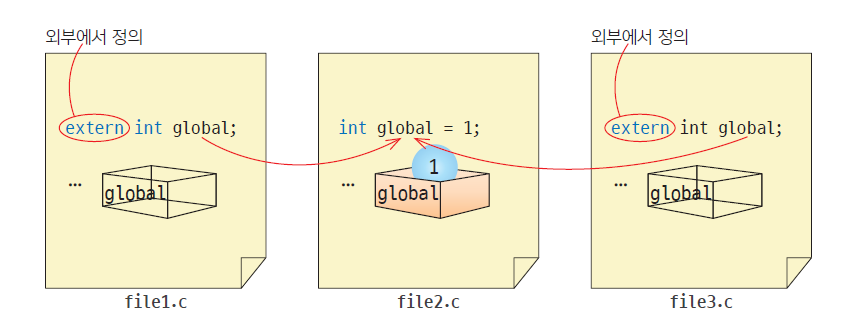 외부에서 정의
외부에서 정의
extern int global;
int global = 1;
extern int global;
...
global
...
1
global
...
global
file1.c
file2.c
file3.c